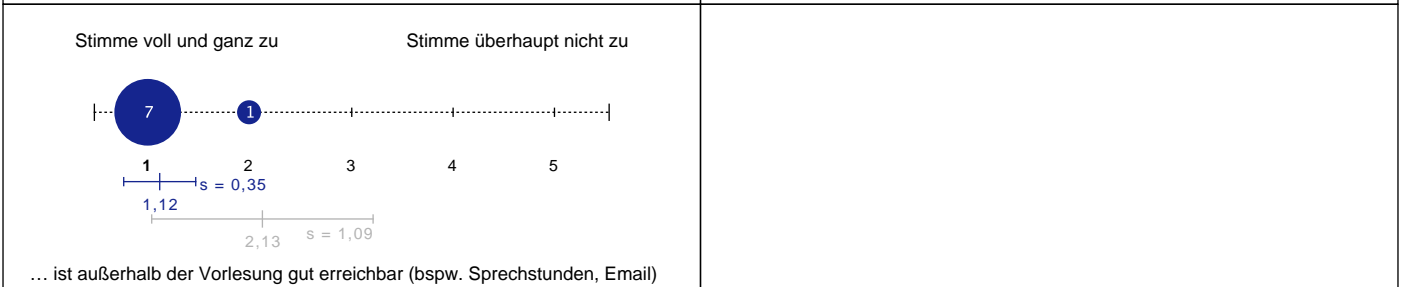 Stimme voll und ganz zu Stimme überhaupt nicht zu
7 1
1 2 3 4 5
s = 0,35
1,12
s = 1,09
2,13
… ist außerhalb der Vorlesung gut erreichbar (bspw. Sprechstunden, Email)